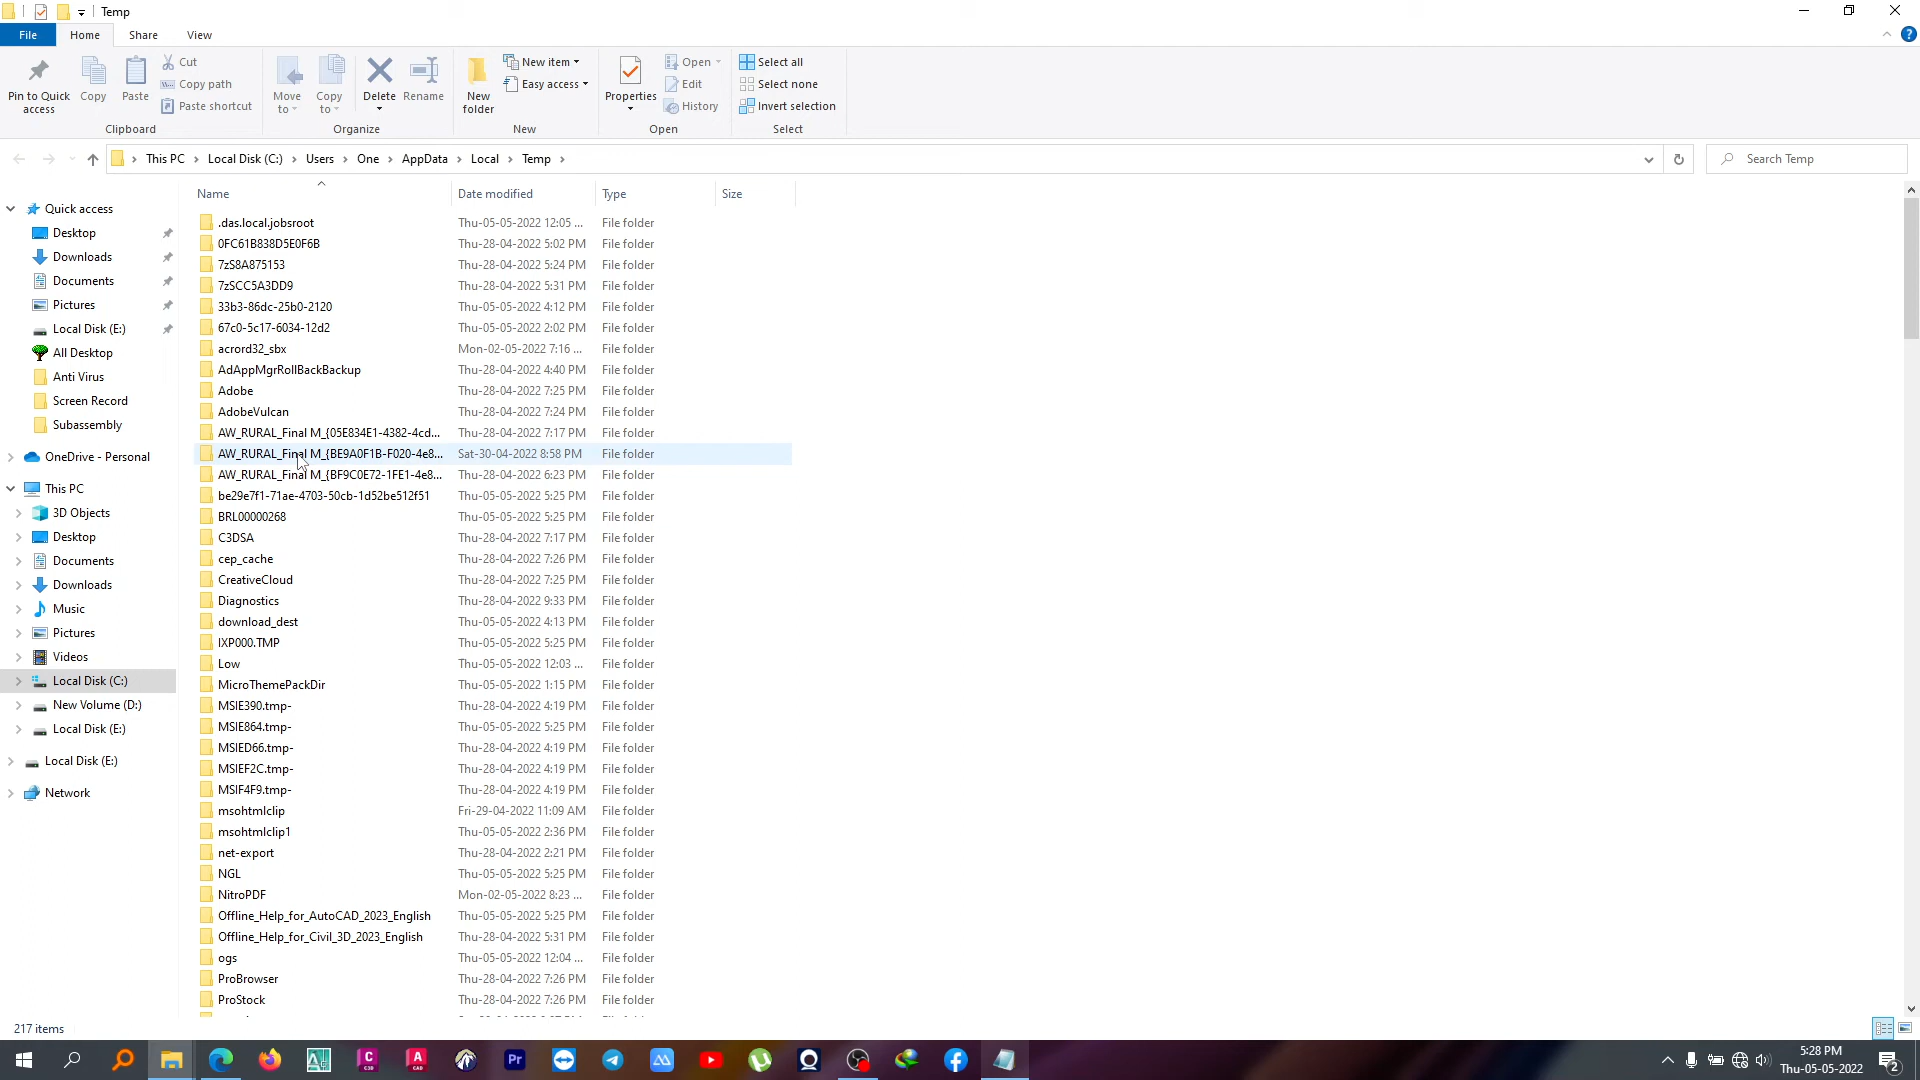 Temp
File Home Share View
Pin to Quick access
Copy
Paste
Cut
Copy path
Paste shortcut
Clipboard
Move to
Copy to
Delete
Rename
Organize
New folder
New item
Easy access
New
Properties
Open
Edit
History
Open
Select all
Select none
Invert selection
Select
This PC Local Disk (C:) Users One AppData Local Temp
Search Temp
Quick access
Desktop
Downloads
Documents
Pictures
Local Disk (E:)
All Desktop
Anti Virus
Screen Record
Subassembly
OneDrive - Personal
This PC
3D Objects
Desktop
Documents
Downloads
Music
Pictures
Videos
Local Disk (C:)
New Volume (D:)
Local Disk (E:)
Local Disk (E:)
Network
Name Date modified Type Size
.das.local.jobsroot Thu-05-05-2022 12:05 ... File folder
0FC61B838D5E0F6B Thu-28-04-2022 5:02 PM File folder
7zS8A875153 Thu-28-04-2022 5:24 PM File folder
7zSCC5A3DD9 Thu-28-04-2022 5:31 PM File folder
33b3-86dc-25b0-2120 Thu-05-05-2022 4:12 PM File folder
67c0-5c17-6034-12d2 Thu-05-05-2022 2:02 PM File folder
acrord32_sbx Mon-02-05-2022 7:16 ... File folder
AdAppMgrRollBackBackup Thu-28-04-2022 4:40 PM File folder
Adobe Thu-28-04-2022 7:25 PM File folder
AdobeVulcan Thu-28-04-2022 7:24 PM File folder
AW_RURAL_Final M_{05E834E1-4382-4cd... Thu-28-04-2022 7:17 PM File folder
AW_RURAL_Final M_{BE9A0F1B-F020-4e8... Sat-30-04-2022 8:58 PM File folder
AW_RURAL_Final M_{BF9C0E72-1FE1-4e8... Thu-28-04-2022 6:23 PM File folder
be29e7f1-71ae-4703-50cb-1d52be512f51 Thu-05-05-2022 5:25 PM File folder
BRL00000268 Thu-05-05-2022 5:25 PM File folder
C3DSA Thu-28-04-2022 7:17 PM File folder
cep_cache Thu-28-04-2022 7:26 PM File folder
CreativeCloud Thu-28-04-2022 7:25 PM File folder
Diagnostics Thu-28-04-2022 9:33 PM File folder
download_dest Thu-05-05-2022 4:13 PM File folder
IXP000.TMP Thu-05-05-2022 5:25 PM File folder
Low Thu-05-05-2022 12:03 ... File folder
MicroThemePackDir Thu-05-05-2022 1:15 PM File folder
MSIE390.tmp- Thu-28-04-2022 4:19 PM File folder
MSIE864.tmp- Thu-05-05-2022 5:25 PM File folder
MSIED66.tmp- Thu-28-04-2022 4:19 PM File folder
MSIEF2C.tmp- Thu-28-04-2022 4:19 PM File folder
MSIF4F9.tmp- Thu-28-04-2022 4:19 PM File folder
msohtmlclip Fri-29-04-2022 11:09 AM File folder
msohtmlclip1 Thu-05-05-2022 2:36 PM File folder
net-export Thu-28-04-2022 2:21 PM File folder
NGL Thu-05-05-2022 5:25 PM File folder
NitroPDF Mon-02-05-2022 8:23 ... File folder
Offline_Help_for_AutoCAD_2023_English Thu-05-05-2022 5:25 PM File folder
Offline_Help_for_Civil_3D_2023_English Thu-28-04-2022 5:31 PM File folder
ogs Thu-05-05-2022 12:04 ... File folder
ProBrowser Thu-28-04-2022 7:26 PM File folder
ProStock Thu-28-04-2022 7:26 PM File folder
217 items
5:28 PM
Thu-05-05-2022
2